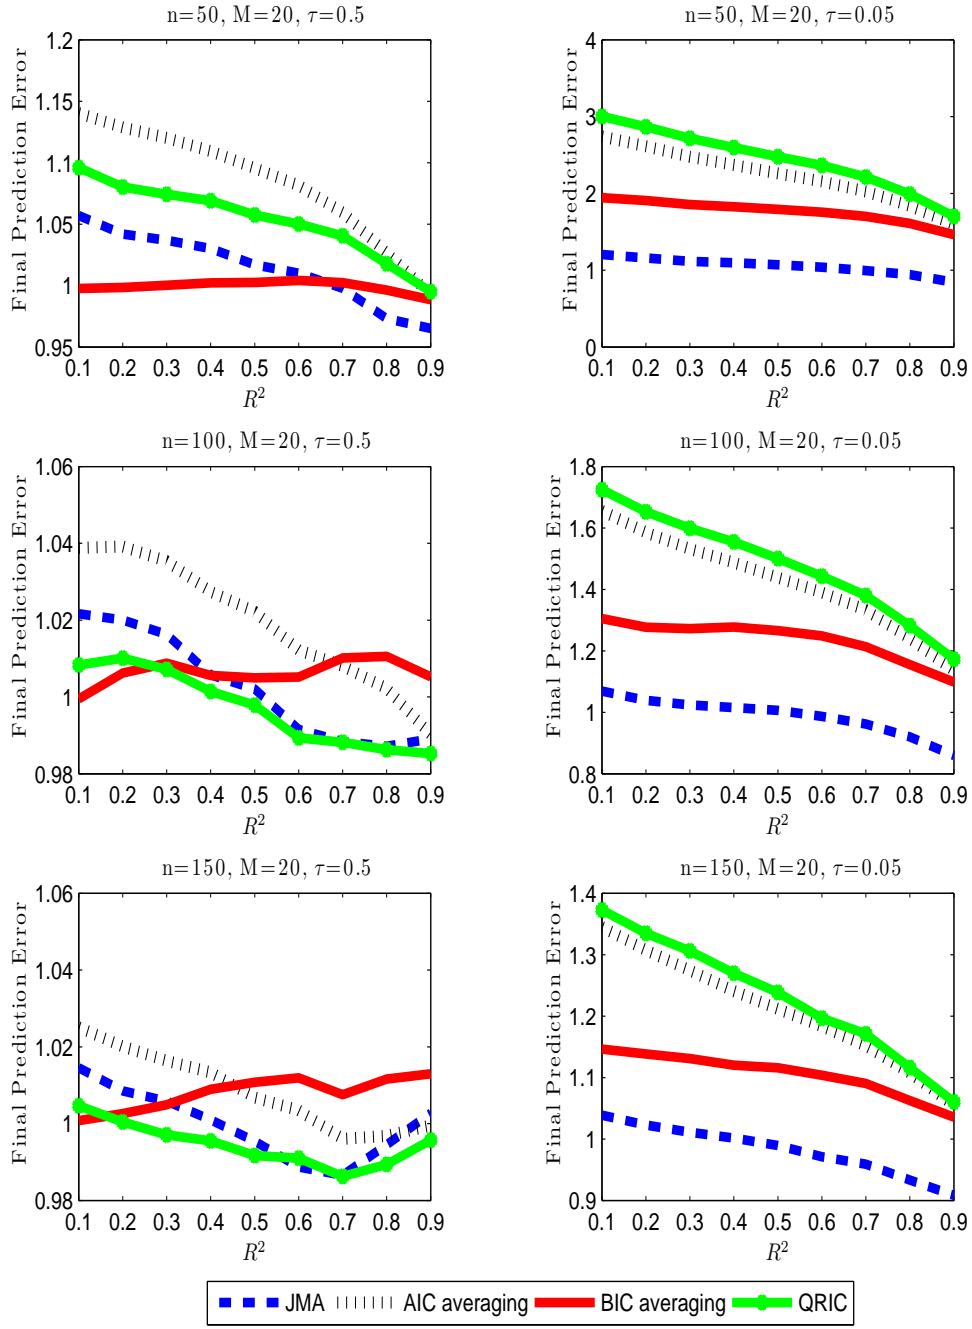 n=50, M=20, τ=0.5
Final Prediction Error
1.2
1.15
1.1
1.05
1
0.95
0.1 0.2 0.3 0.4 0.5 0.6 0.7 0.8 0.9
R²
n=50, M=20, τ=0.05
Final Prediction Error
4
3
2
1
0
0.1 0.2 0.3 0.4 0.5 0.6 0.7 0.8 0.9
R²
n=100, M=20, τ=0.5
Final Prediction Error
1.06
1.04
1.02
1
0.98
0.1 0.2 0.3 0.4 0.5 0.6 0.7 0.8 0.9
R²
n=100, M=20, τ=0.05
Final Prediction Error
1.8
1.6
1.4
1.2
1
0.8
0.1 0.2 0.3 0.4 0.5 0.6 0.7 0.8 0.9
R²
n=150, M=20, τ=0.5
Final Prediction Error
1.06
1.04
1.02
1
0.98
0.1 0.2 0.3 0.4 0.5 0.6 0.7 0.8 0.9
R²
n=150, M=20, τ=0.05
Final Prediction Error
1.4
1.3
1.2
1.1
1
0.9
0.1 0.2 0.3 0.4 0.5 0.6 0.7 0.8 0.9
R²
JMA AIC averaging BIC averaging QRIC